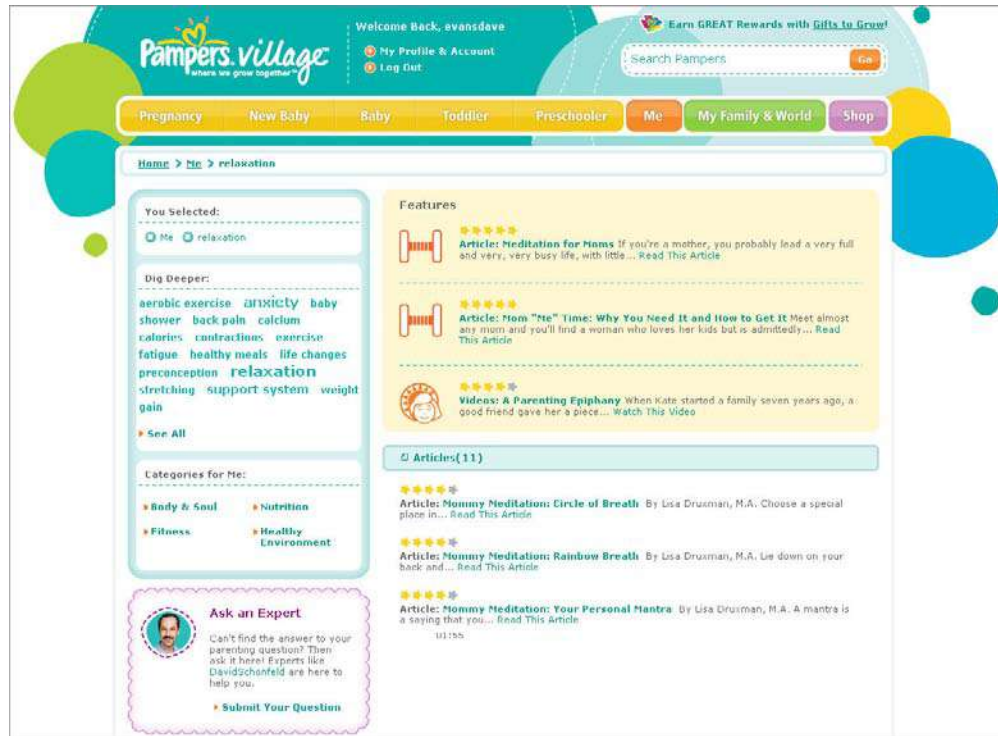 Pampers. village
where we grow together
Welcome Back, evansdave
My Profile & Account
Log Out
Earn GREAT Rewards with Gifts to Grow!
Search Pampers
Go
Pregnancy
New Baby
Baby
Toddler
Preschooler
Me
My Family & World
Shop
Home > Me > relaxation
You Selected:
Me relaxation
Dig Deeper:
aerobic exercise anxiety baby
shower back pain calcium
calories contractions exercise
fatigue healthy meals life changes
preconception relaxation
stretching support system weight
gain
See All
Categories for Me:
Body & Soul
Nutrition
Fitness
Healthy
Environment
Ask an Expert
Can't find the answer to your
parenting question? Then
ask it here! Experts like
DavidSchonfeld are here to
help you.
Submit Your Question
Features
Article: Meditation for Moms If you're a mother, you probably lead a very full
and very, very busy life, with little... Read This Article
Article: Mom "Me" Time: Why You Need It and How to Get It Meet almost
any mom and you'll find a woman who loves her kids but is admittedly... Read
This Article
Videos: A Parenting Epiphany When Kate started a family seven years ago, a
good friend gave her a piece... Watch This Video
Articles(11)
Article: Mommy Meditation: Circle of Breath By Lisa Druxman, M.A. Choose a special
place in... Read This Article
Article: Mommy Meditation: Rainbow Breath By Lisa Druxman, M.A. Lie down on your
back and... Read This Article
Article: Mommy Meditation: Your Personal Mantra By Lisa Druxman, M.A. A mantra is
a saying that you... Read This Article
01:55